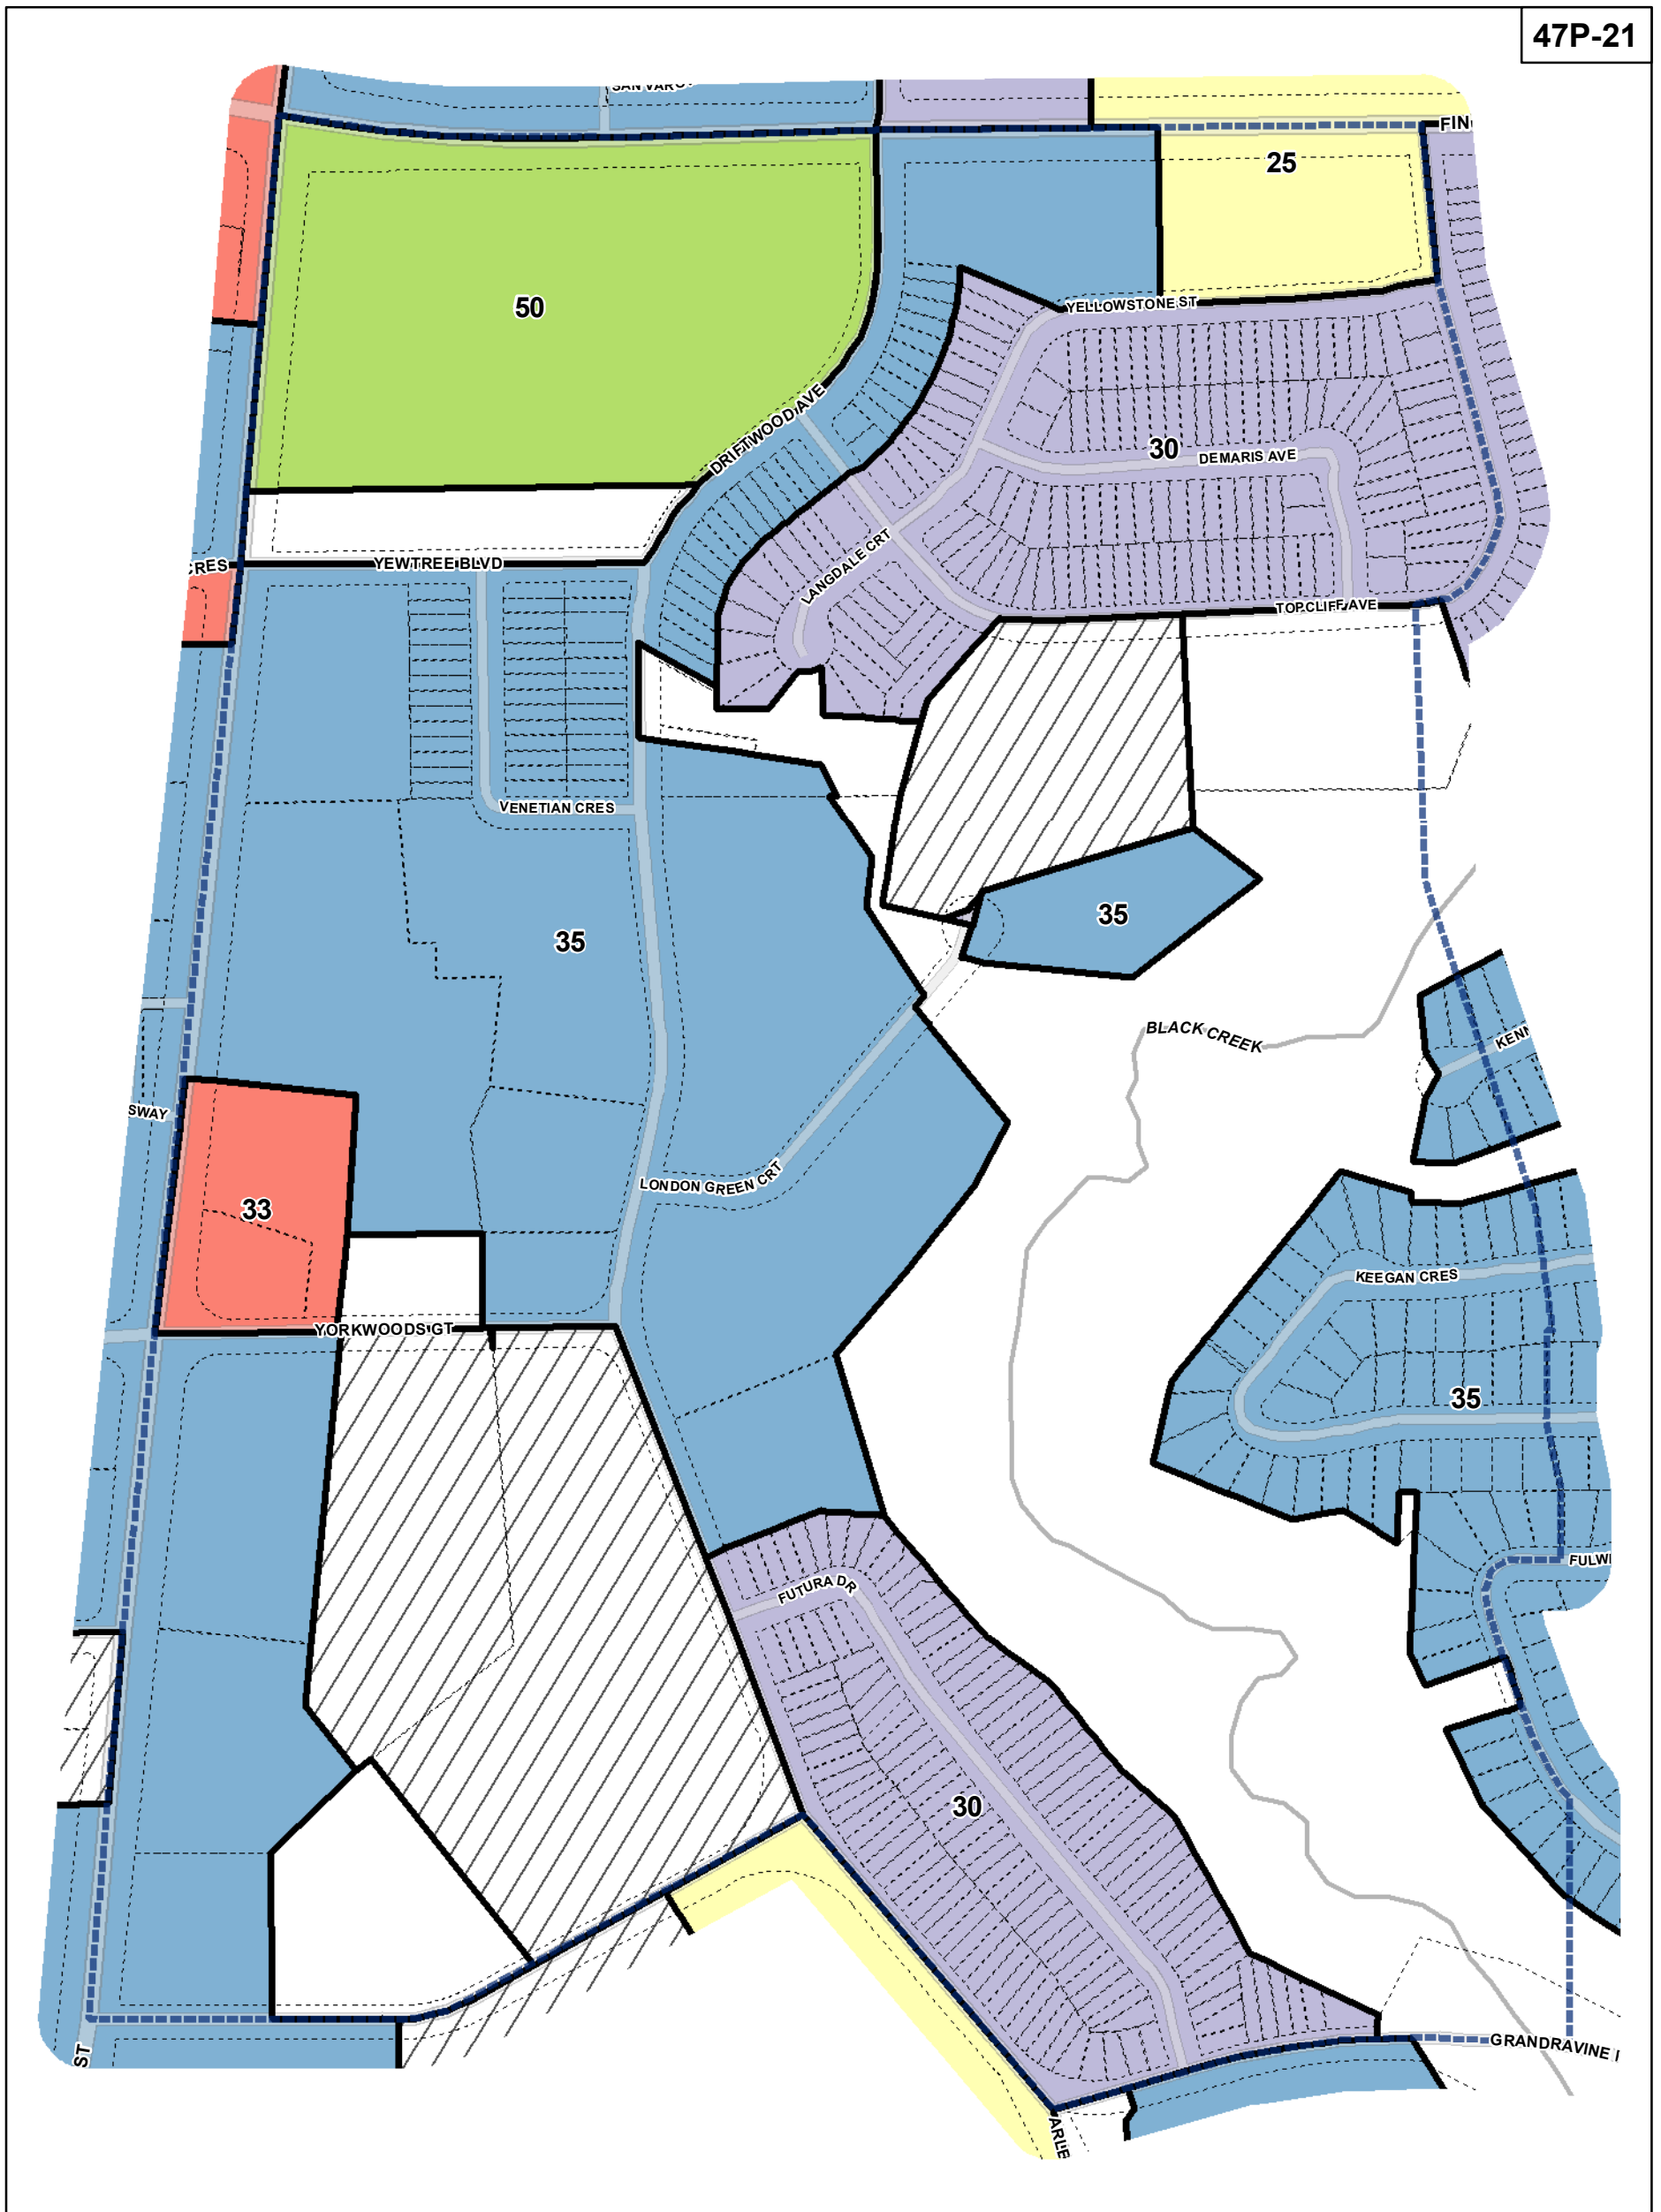 47P-21
FIN
25
50
YELLOWSTONE ST
DRIFTWOOD AVE
30
DEMARIS AVE
CRES
YEWTREE BLVD
LANGDALE CRT
TOPCLIFF AVE
VENETIAN CRES
35
35
BLACK CREEK
KENN
SWAY
LONDON GREEN CRT
33
KEEGAN CRES
YORKWOODS GT
35
FULW
FUTURA DR
30
GRANDRAVINE
ST
ARLE